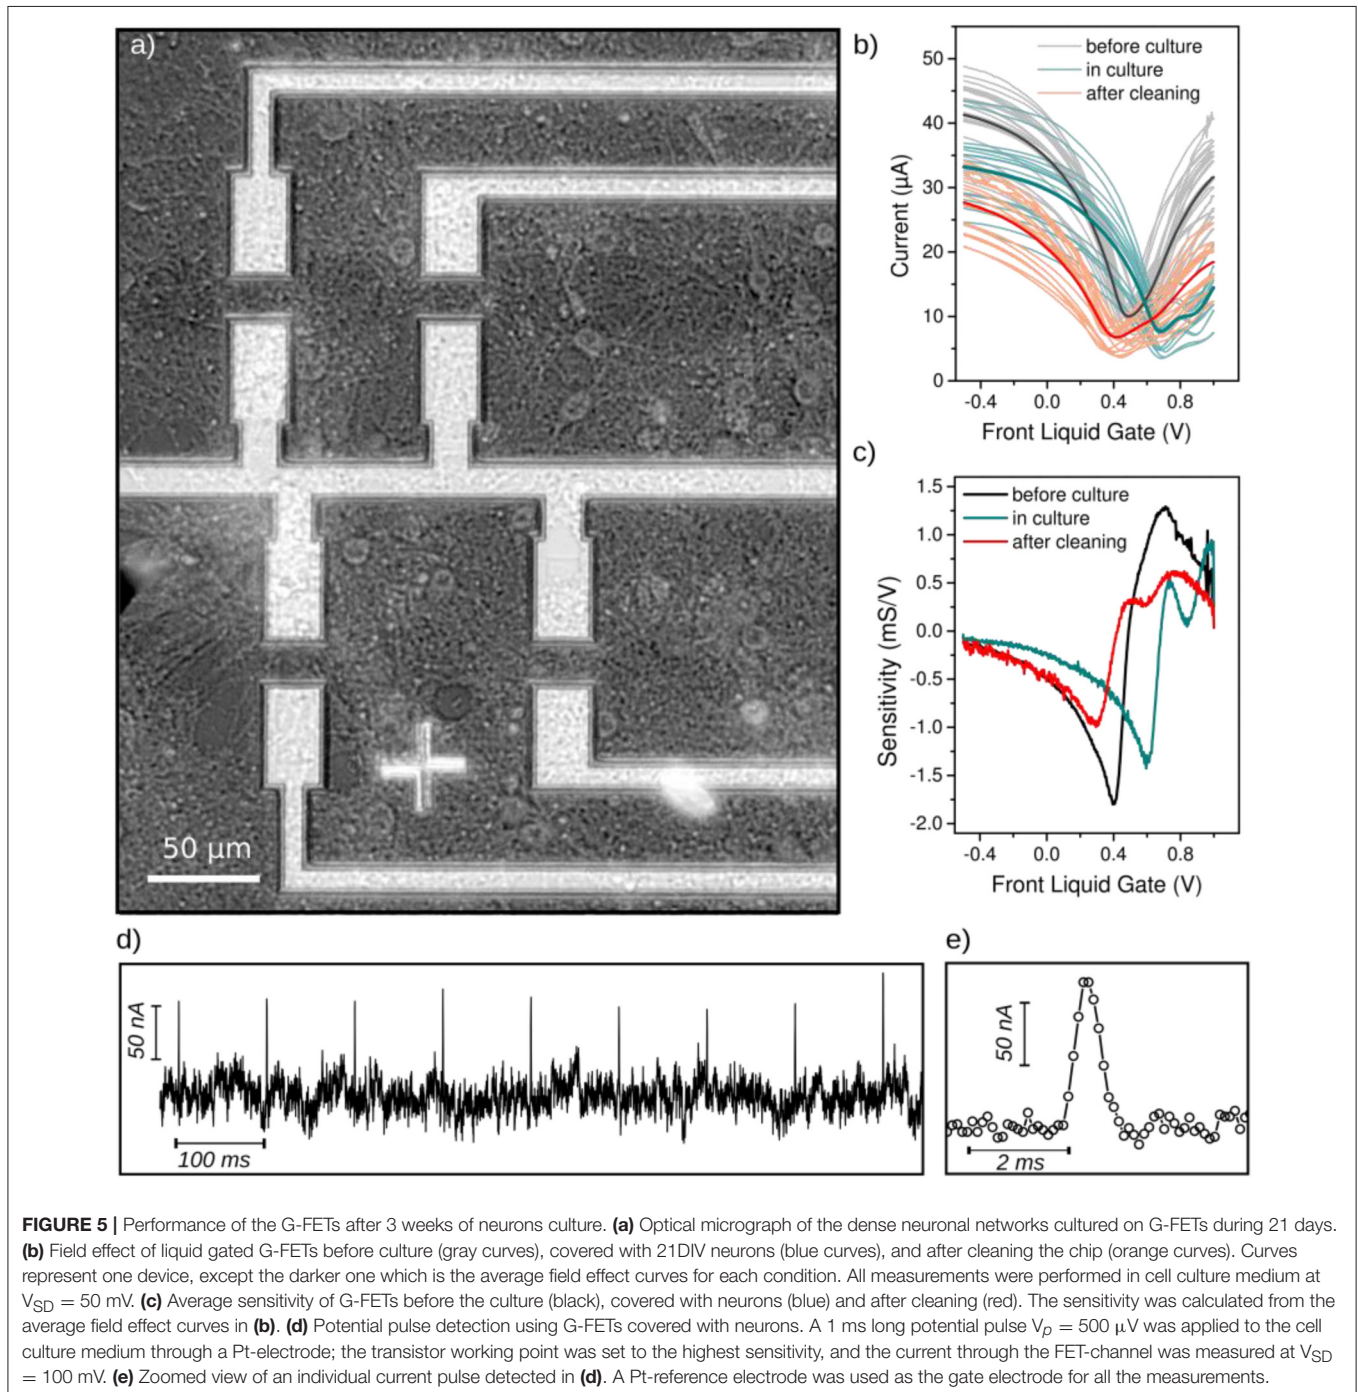 a)
50 μm
b)
before culture
in culture
after cleaning
50
40
30
20
10
0
Current (μA)
-0.4 0.0 0.4 0.8
Front Liquid Gate (V)
c)
before culture
in culture
after cleaning
1.5
1.0
0.5
0.0
-0.5
-1.0
-1.5
-2.0
Sensitivity (mS/V)
-0.4 0.0 0.4 0.8
Front Liquid Gate (V)
d)
50 nA
100 ms
e)
50 nA
2 ms
FIGURE 5 | Performance of the G-FETs after 3 weeks of neurons culture. (a) Optical micrograph of the dense neuronal networks cultured on G-FETs during 21 days.
(b) Field effect of liquid gated G-FETs before culture (gray curves), covered with 21DIV neurons (blue curves), and after cleaning the chip (orange curves). Curves
represent one device, except the darker one which is the average field effect curves for each condition. All measurements were performed in cell culture medium at
V_SD = 50 mV. (c) Average sensitivity of G-FETs before the culture (black), covered with neurons (blue) and after cleaning (red). The sensitivity was calculated from the
average field effect curves in (b). (d) Potential pulse detection using G-FETs covered with neurons. A 1 ms long potential pulse V_p = 500 μV was applied to the cell
culture medium through a Pt-electrode; the transistor working point was set to the highest sensitivity, and the current through the FET-channel was measured at V_SD
= 100 mV. (e) Zoomed view of an individual current pulse detected in (d). A Pt-reference electrode was used as the gate electrode for all the measurements.